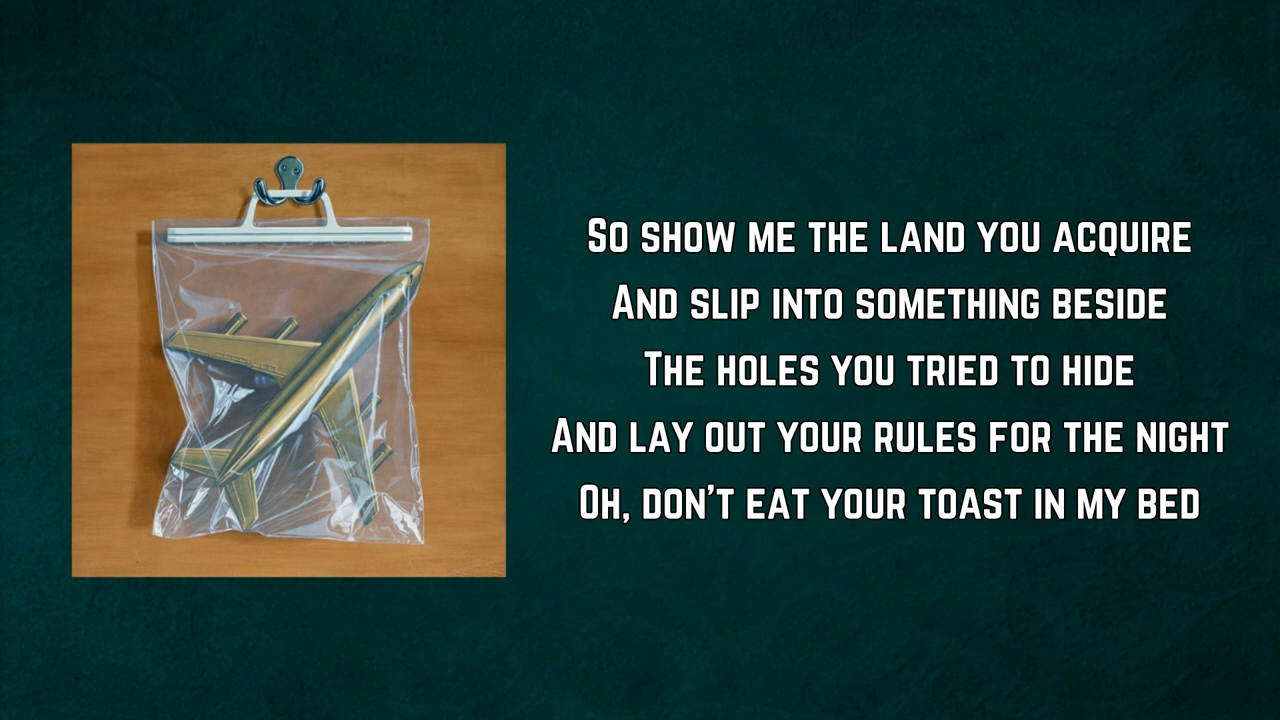 So show me the land you acquire
And slip into something beside
The holes you tried to hide
And lay out your rules for the night
Oh, don't eat your toast in my bed